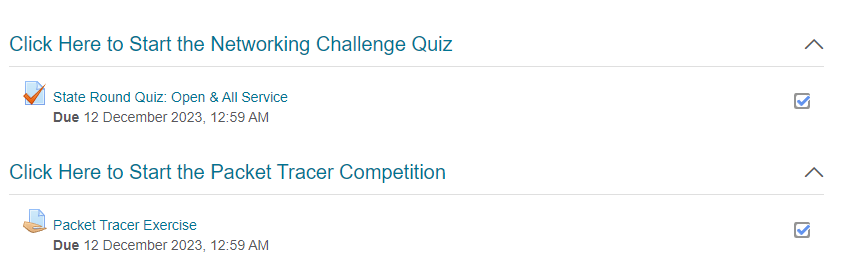 Click Here to Start the Networking Challenge Quiz
State Round Quiz: Open & All Service
Due 12 December 2023, 12:59 AM
Click Here to Start the Packet Tracer Competition
Packet Tracer Exercise
Due 12 December 2023, 12:59 AM